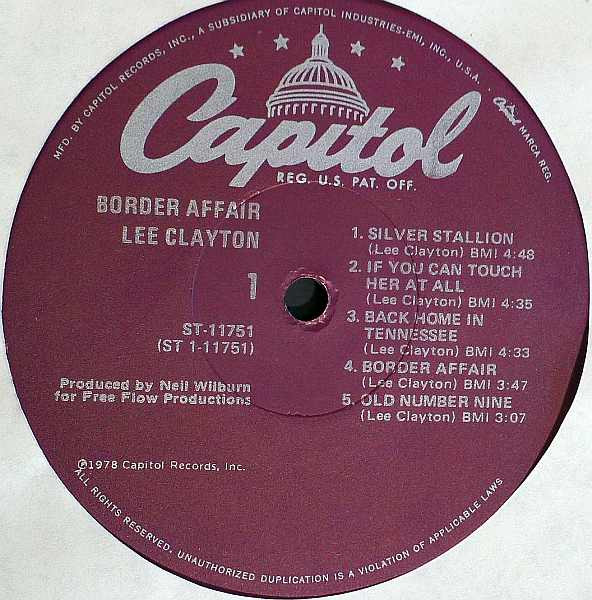 MFD. BY CAPITOL RECORDS, INC., A SUBSIDIARY OF CAPITOL INDUSTRIES-EMI, INC., U.S.A. · Capitol MARCA REG.
Capitol
REG. U.S. PAT. OFF.
BORDER AFFAIR
LEE CLAYTON
1
ST-11751
(ST 1-11751)
Produced by Neil Wilburn
for Free Flow Productions
1. SILVER STALLION
(Lee Clayton) BMI 4:48
2. IF YOU CAN TOUCH
HER AT ALL
(Lee Clayton) BMI 4:35
3. BACK HOME IN
TENNESSEE
(Lee Clayton) BMI 4:33
4. BORDER AFFAIR
(Lee Clayton) BMI 3:47
5. OLD NUMBER NINE
(Lee Clayton) BMI 3:07
℗1978 Capitol Records, Inc.
ALL RIGHTS RESERVED. UNAUTHORIZED DUPLICATION IS A VIOLATION OF APPLICABLE LAWS